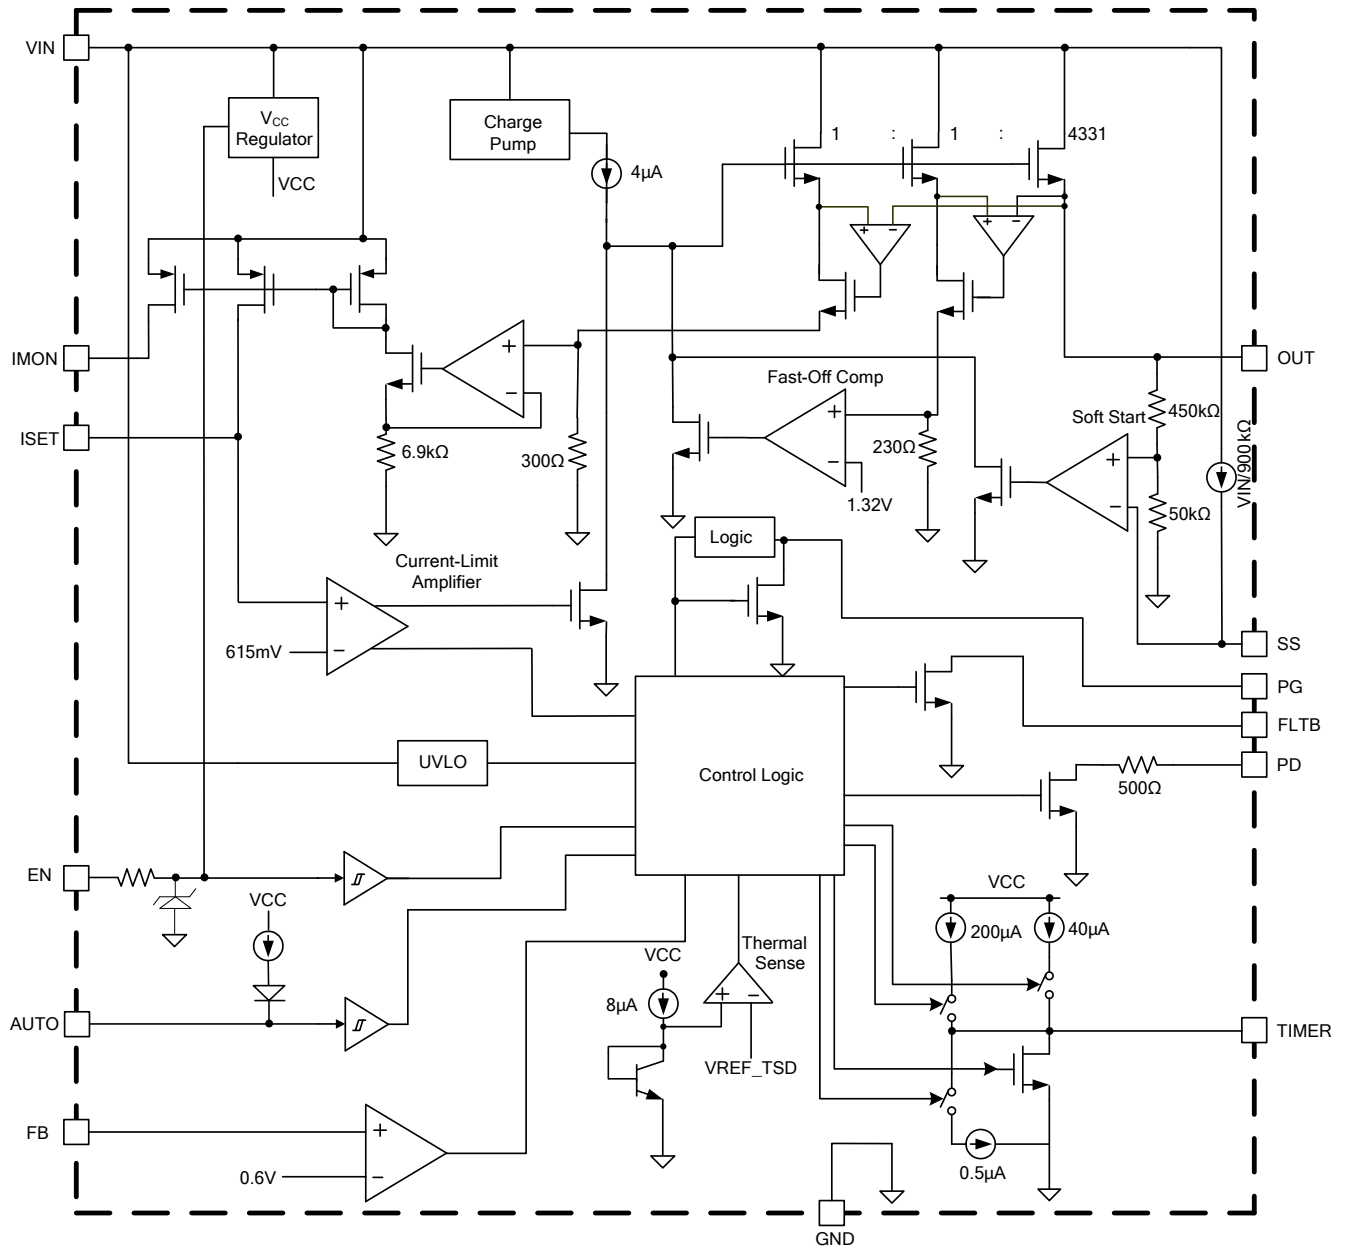 VIN
VCC
Regulator
VCC
Charge
Pump
4µA
1 : 1 : 4331
+ −
+ −
IMON
OUT
ISET
+
−
6.9kΩ
300Ω
Fast-Off Comp
+
−
1.32V
230Ω
Soft Start
+
−
450kΩ
50kΩ
VIN/900 kΩ
Logic
Current-Limit
Amplifier
+
−
615mV
SS
PG
FLTB
PD
500Ω
UVLO
Control Logic
EN
VCC
AUTO
VCC
8µA
Thermal
Sense
+ −
VREF_TSD
VCC
200µA
40µA
TIMER
0.5µA
FB
+
−
0.6V
GND